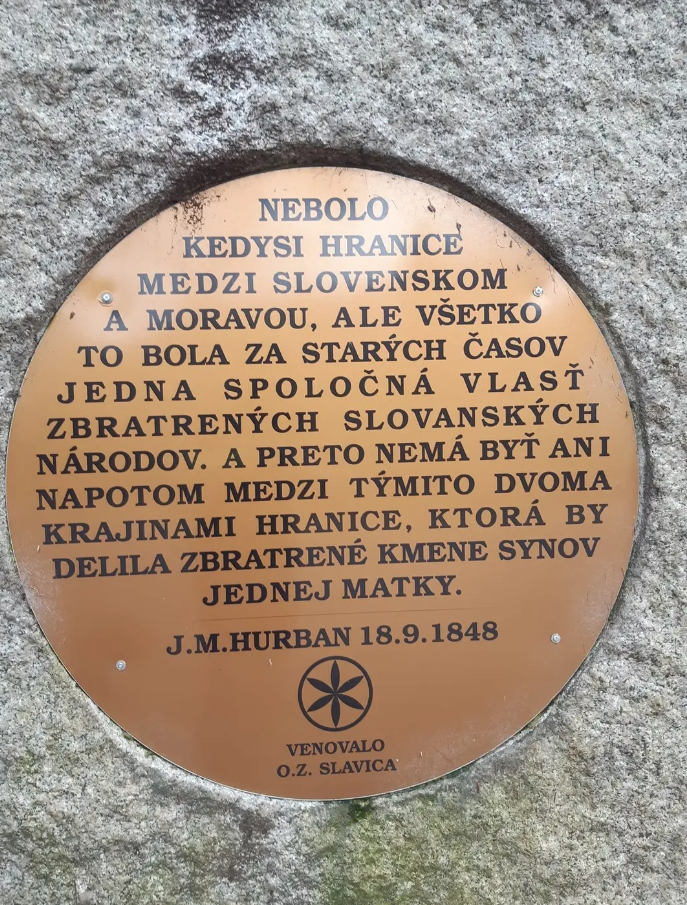 NEBOLO
KEDYSI HRANICE
MEDZI SLOVENSKOM
A MORAVOU, ALE VŠETKO
TO BOLA ZA STARÝCH ČASOV
JEDNA SPOLOČNÁ VLASŤ
ZBRATRENÝCH SLOVANSKÝCH
NÁRODOV. A PRETO NEMÁ BYŤ ANI
NAPOTOM MEDZI TÝMITO DVOMA
KRAJINAMI HRANICE, KTORÁ BY
DELILA ZBRATRENÉ KMENE SYNOV
JEDNEJ MATKY.
J.M.HURBAN 18.9.1848
VENOVALO
O.Z. SLAVICA